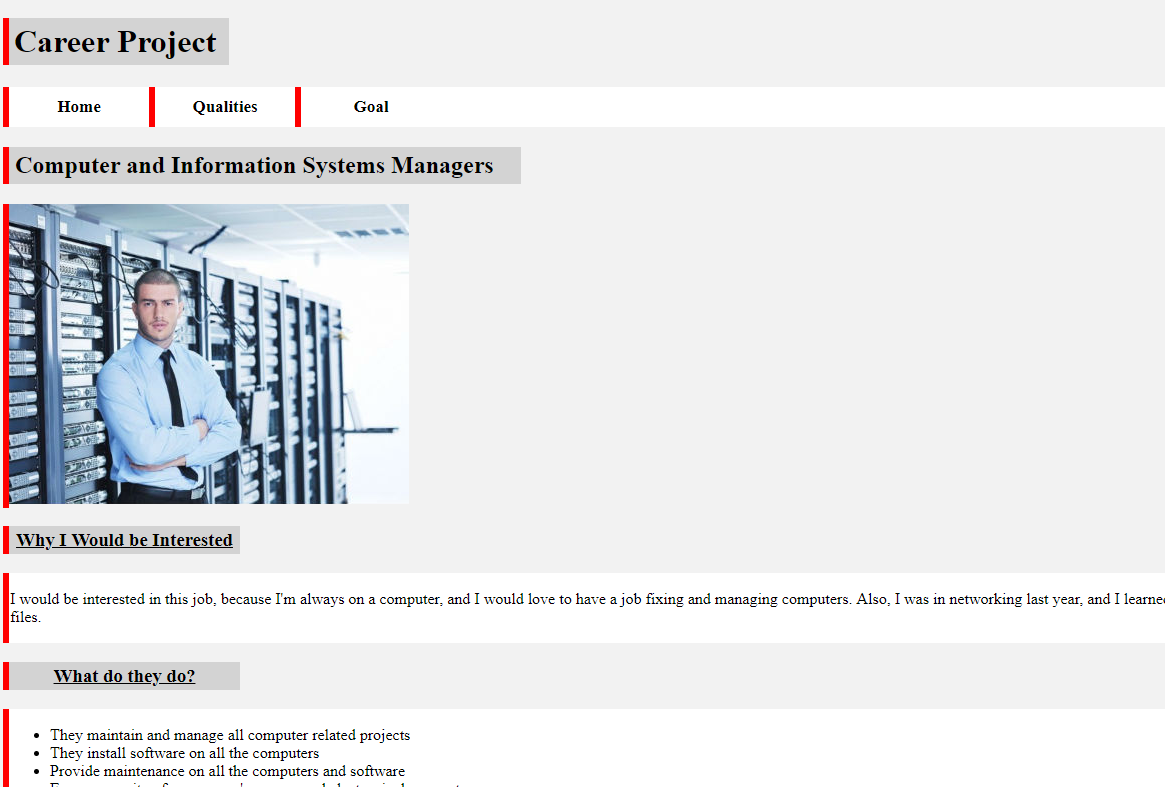 Career Project
Home Qualities Goal
Computer and Information Systems Managers
Why I Would be Interested
I would be interested in this job, because I'm always on a computer, and I would love to have a job fixing and managing computers. Also, I was in networking last year, and I
files.
What do they do?
They maintain and manage all computer related projects
They install software on all the computers
Provide maintenance on all the computers and software